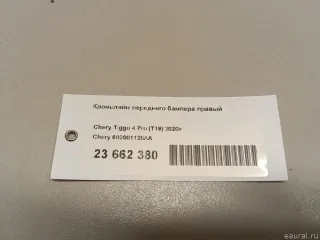 Кронштейн переднего бампера правый
Chery Tiggo 4 Pro (T19) 2020>
Chery 602001125AA
23 662 380
eaural.ru